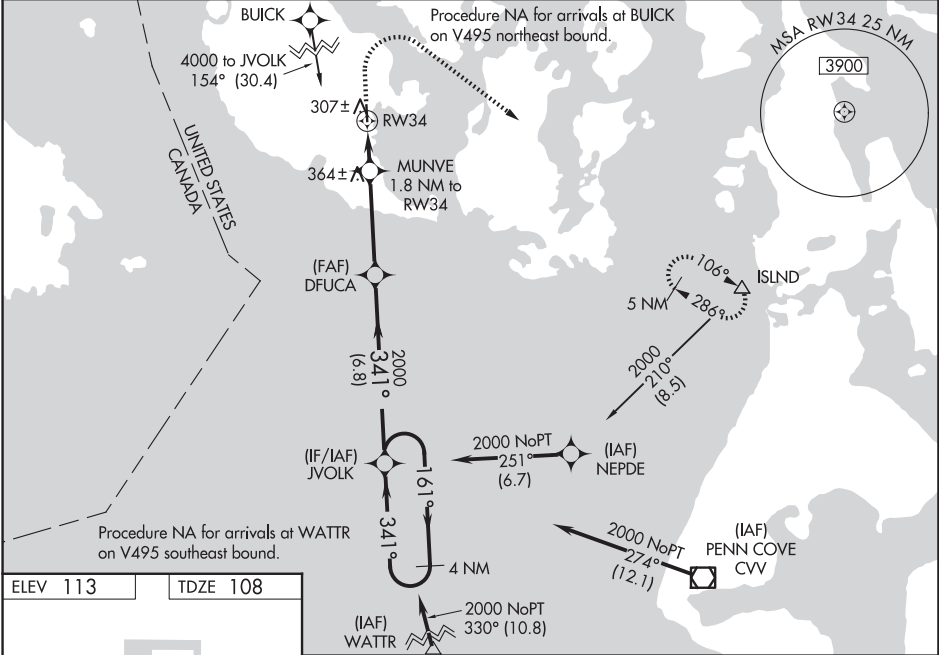 BUICK
Procedure NA for arrivals at BUICK
on V495 northeast bound.
4000 to JVOLK
154° (30.4)
MSA RW34 25 NM
3900
307±
RW34
UNITED STATES
CANADA
364±
MUNVE
1.8 NM to
RW34
(FAF)
DFUCA
106°
ISLND
5 NM
286°
2000
341°
(6.8)
2000
210°
(8.5)
(IF/IAF)
JVOLK
2000 NoPT
251°
(6.7)
(IAF)
NEPDE
161°
341°
Procedure NA for arrivals at WATTR
on V495 southeast bound.
2000 NoPT
274°
(12.1)
(IAF)
PENN COVE
CVV
4 NM
ELEV 113
TDZE 108
(IAF)
WATTR
2000 NoPT
330° (10.8)